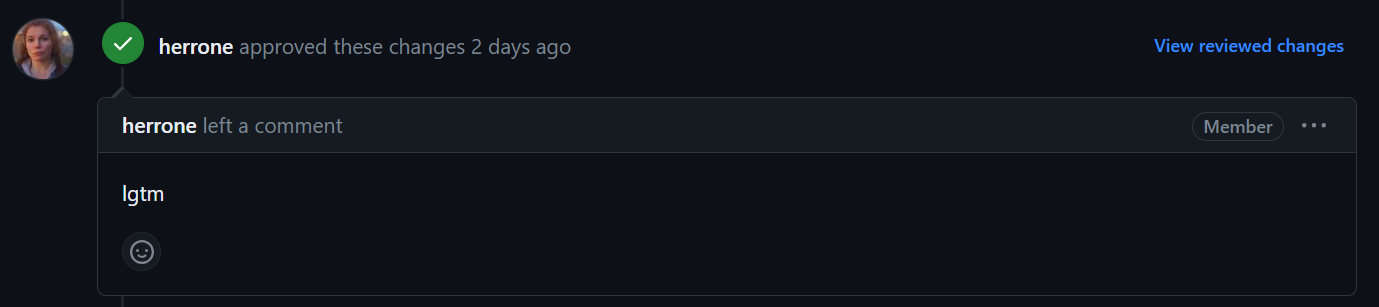 herrone approved these changes 2 days ago View reviewed changes
herrone left a comment Member
lgtm